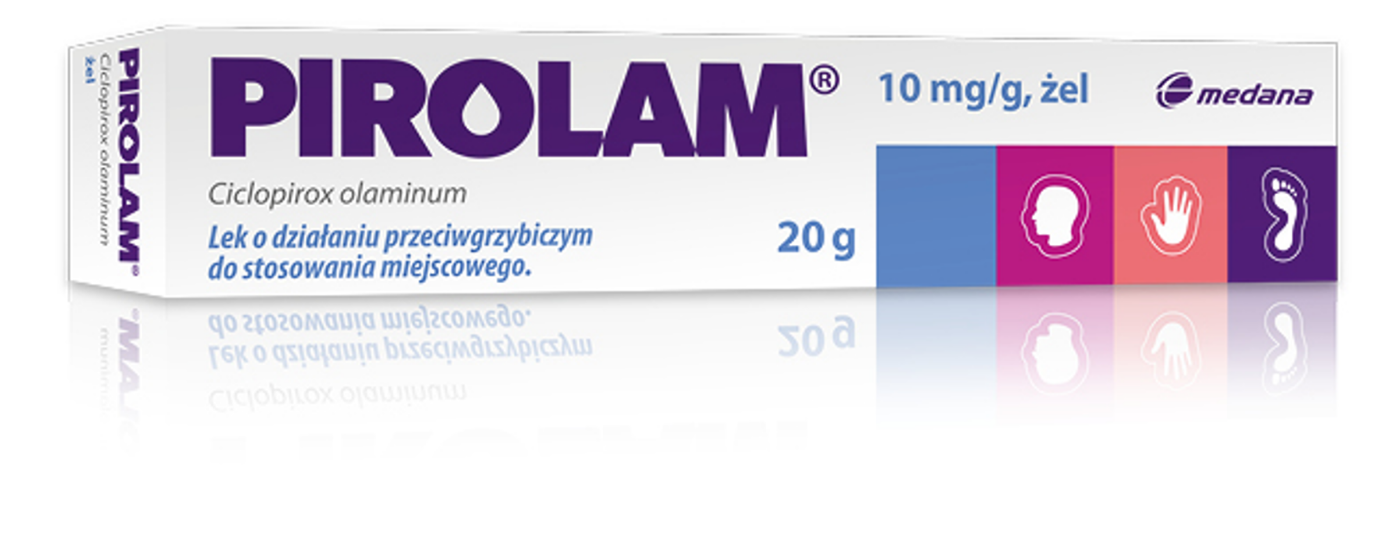 PIROLAM®
Ciclopirox olaminum
żel
PIROLAM®
10 mg/g, żel
medana
Ciclopirox olaminum
Lek o działaniu przeciwgrzybiczym
do stosowania miejscowego.
20 g